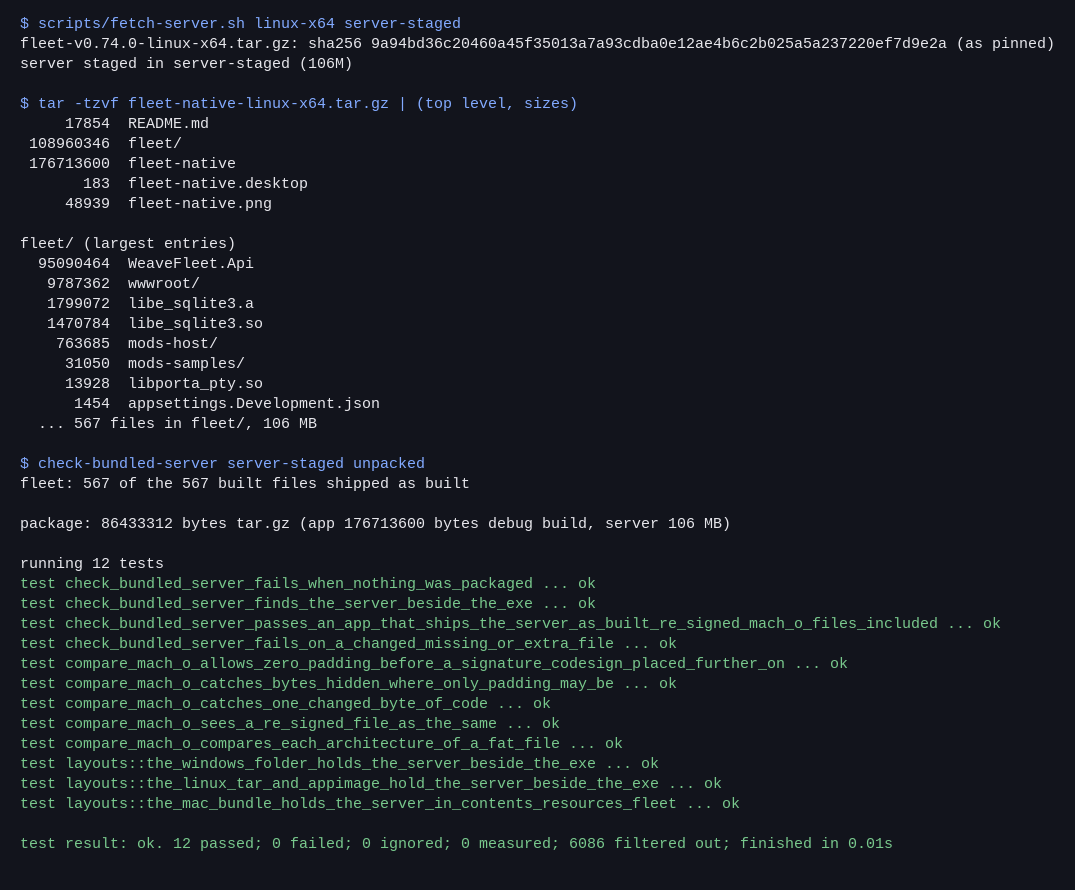 $ scripts/fetch-server.sh linux-x64 server-staged
fleet-v0.74.0-linux-x64.tar.gz: sha256 9a94bd36c20460a45f35013a7a93cdba0e12ae4b6c2b025a5a237220ef7d9e2a (as pinned)
server staged in server-staged (106M)
$ tar -tzvf fleet-native-linux-x64.tar.gz | (top level, sizes)
17854  README.md
108960346  fleet/
176713600  fleet-native
183  fleet-native.desktop
48939  fleet-native.png
fleet/ (largest entries)
95090464  WeaveFleet.Api
9787362  wwwroot/
1799072  libe_sqlite3.a
1470784  libe_sqlite3.so
763685  mods-host/
31050  mods-samples/
13928  libporta_pty.so
1454  appsettings.Development.json
... 567 files in fleet/, 106 MB
$ check-bundled-server server-staged unpacked
fleet: 567 of the 567 built files shipped as built
package: 86433312 bytes tar.gz (app 176713600 bytes debug build, server 106 MB)
running 12 tests
test check_bundled_server_fails_when_nothing_was_packaged ... ok
test check_bundled_server_finds_the_server_beside_the_exe ... ok
test check_bundled_server_passes_an_app_that_ships_the_server_as_built_re_signed_mach_o_files_included ... ok
test check_bundled_server_fails_on_a_changed_missing_or_extra_file ... ok
test compare_mach_o_allows_zero_padding_before_a_signature_codesign_placed_further_on ... ok
test compare_mach_o_catches_bytes_hidden_where_only_padding_may_be ... ok
test compare_mach_o_catches_one_changed_byte_of_code ... ok
test compare_mach_o_sees_a_re_signed_file_as_the_same ... ok
test compare_mach_o_compares_each_architecture_of_a_fat_file ... ok
test layouts::the_windows_folder_holds_the_server_beside_the_exe ... ok
test layouts::the_linux_tar_and_appimage_hold_the_server_beside_the_exe ... ok
test layouts::the_mac_bundle_holds_the_server_in_contents_resources_fleet ... ok
test result: ok. 12 passed; 0 failed; 0 ignored; 0 measured; 6086 filtered out; finished in 0.01s